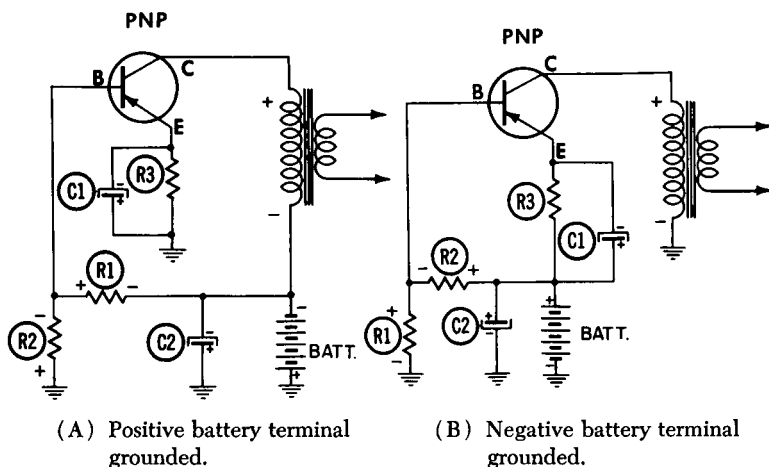 PNP
B
C
E
+
C1
-
+
R3
-
R1
+
-
R2
-
+
C2
-
+
-
BATT.
+
PNP
B
C
E
+
R3
-
C1
-
+
R2
-
+
R1
+
-
C2
+
-
+
BATT.
-
(A) Positive battery terminal
grounded.
(B) Negative battery terminal
grounded.